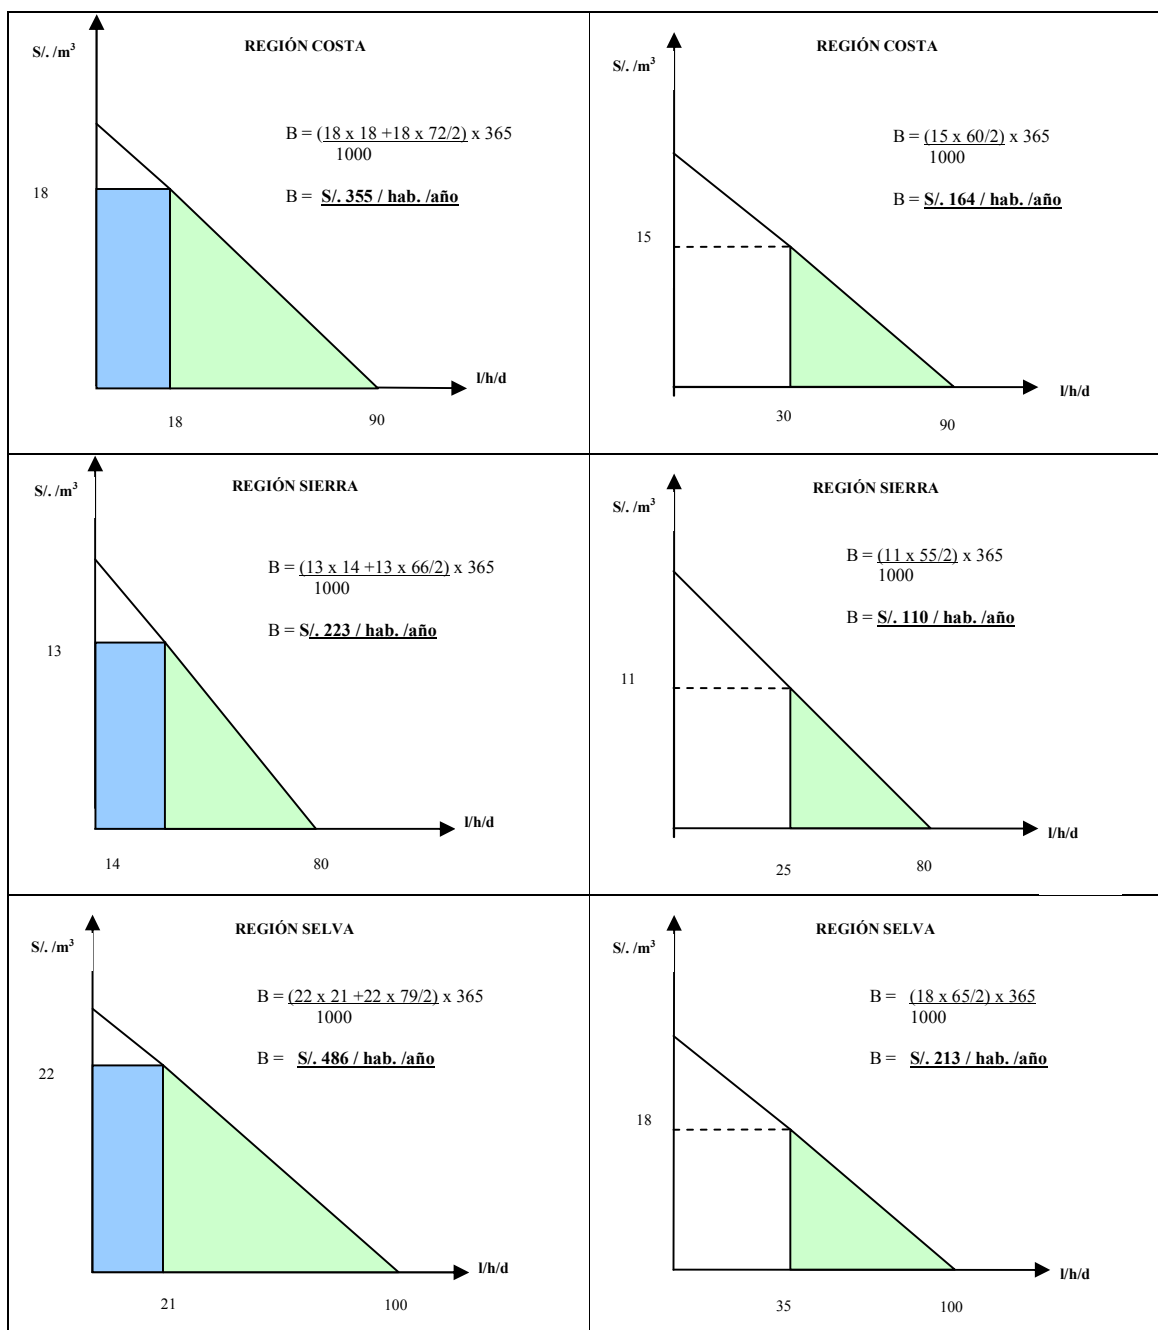 REGIÓN COSTA
S/. /m³
B = (18 x 18 +18 x 72/2) x 365
1000
B = S/. 355 / hab. /año
18
l/h/d
18 90
REGIÓN COSTA
S/. /m³
B = (15 x 60/2) x 365
1000
B = S/. 164 / hab. /año
15
l/h/d
30 90
REGIÓN SIERRA
S/. /m³
B = (13 x 14 +13 x 66/2) x 365
1000
B = S/. 223 / hab. /año
13
l/h/d
14 80
REGIÓN SIERRA
S/. /m³
B = (11 x 55/2) x 365
1000
B = S/. 110 / hab. /año
11
l/h/d
25 80
REGIÓN SELVA
S/. /m³
B = (22 x 21 +22 x 79/2) x 365
1000
B = S/. 486 / hab. /año
22
l/h/d
21 100
REGIÓN SELVA
S/. /m³
B = (18 x 65/2) x 365
1000
B = S/. 213 / hab. /año
18
l/h/d
35 100